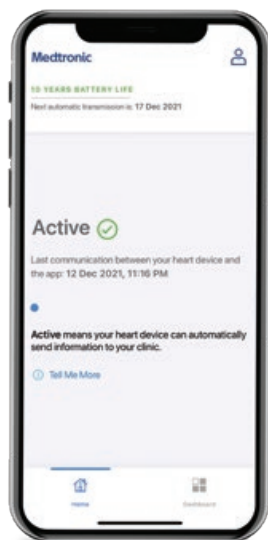 Medtronic
10 YEARS BATTERY LIFE
Next automatic transmission is: 17 Dec 2021
Active
Last communication between your heart device and
the app: 12 Dec 2021, 11:16 PM
Active means your heart device can automatically
send information to your clinic.
Tell Me More
Home
Dashboard